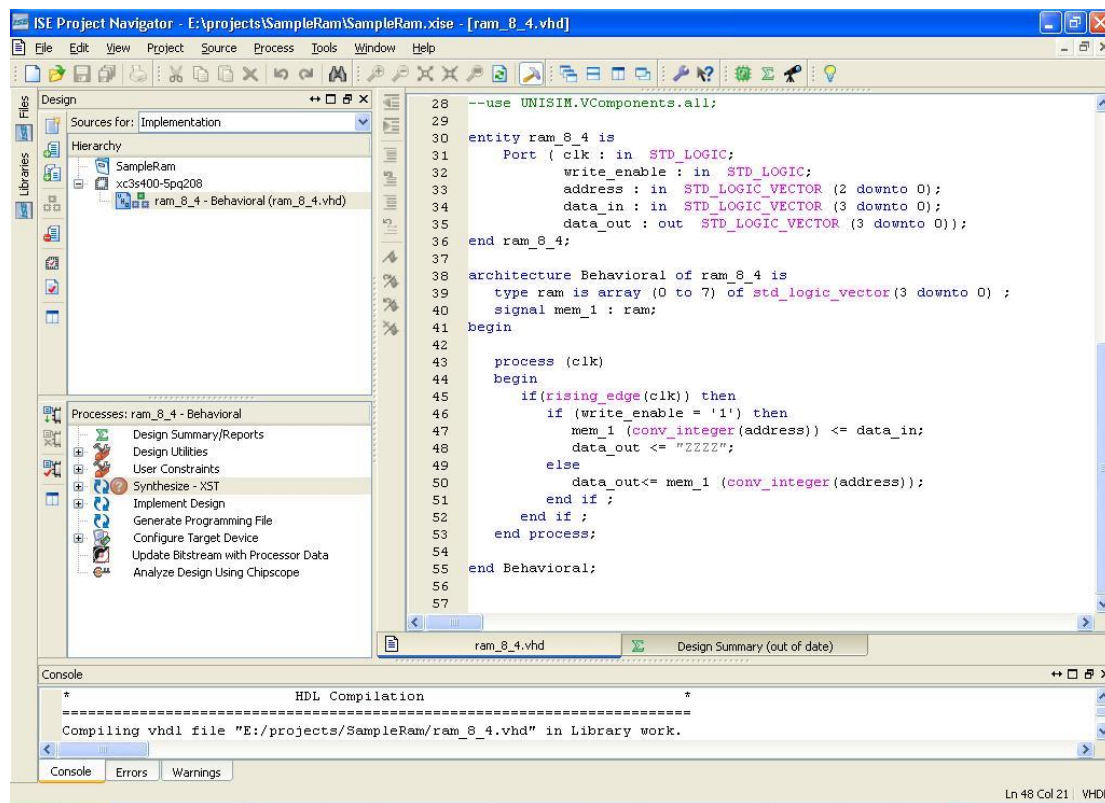 ISE Project Navigator - E:\projects\SampleRam\SampleRam.xise - [ram_8_4.vhd]
File Edit View Project Source Process Tools Window Help
Files
Libraries
Design
Sources for: Implementation
Hierarchy
SampleRam
xc3s400-5pq208
ram_8_4 - Behavioral (ram_8_4.vhd)
Processes: ram_8_4 - Behavioral
Design Summary/Reports
Design Utilities
User Constraints
Synthesize - XST
Implement Design
Generate Programming File
Configure Target Device
Update Bitstream with Processor Data
Analyze Design Using Chipscope
28 --use UNISIM.VComponents.all;
29
30 entity ram_8_4 is
31 Port ( clk : in STD_LOGIC;
32 write_enable : in STD_LOGIC;
33 address : in STD_LOGIC_VECTOR (2 downto 0);
34 data_in : in STD_LOGIC_VECTOR (3 downto 0);
35 data_out : out STD_LOGIC_VECTOR (3 downto 0));
36 end ram_8_4;
37
38 architecture Behavioral of ram_8_4 is
39 type ram is array (0 to 7) of std_logic_vector(3 downto 0) ;
40 signal mem_1 : ram;
41 begin
42
43 process (clk)
44 begin
45 if(rising_edge(clk)) then
46 if (write_enable = '1') then
47 mem_1 (conv_integer(address)) <= data_in;
48 data_out <= "ZZZZ";
49 else
50 data_out<= mem_1 (conv_integer(address));
51 end if ;
52 end if ;
53 end process;
54
55 end Behavioral;
56
57
ram_8_4.vhd
Design Summary (out of date)
Console
* HDL Compilation *
=========================================================================
Compiling vhdl file "E:/projects/SampleRam/ram_8_4.vhd" in Library work.
Console Errors Warnings
Ln 48 Col 21 VHD